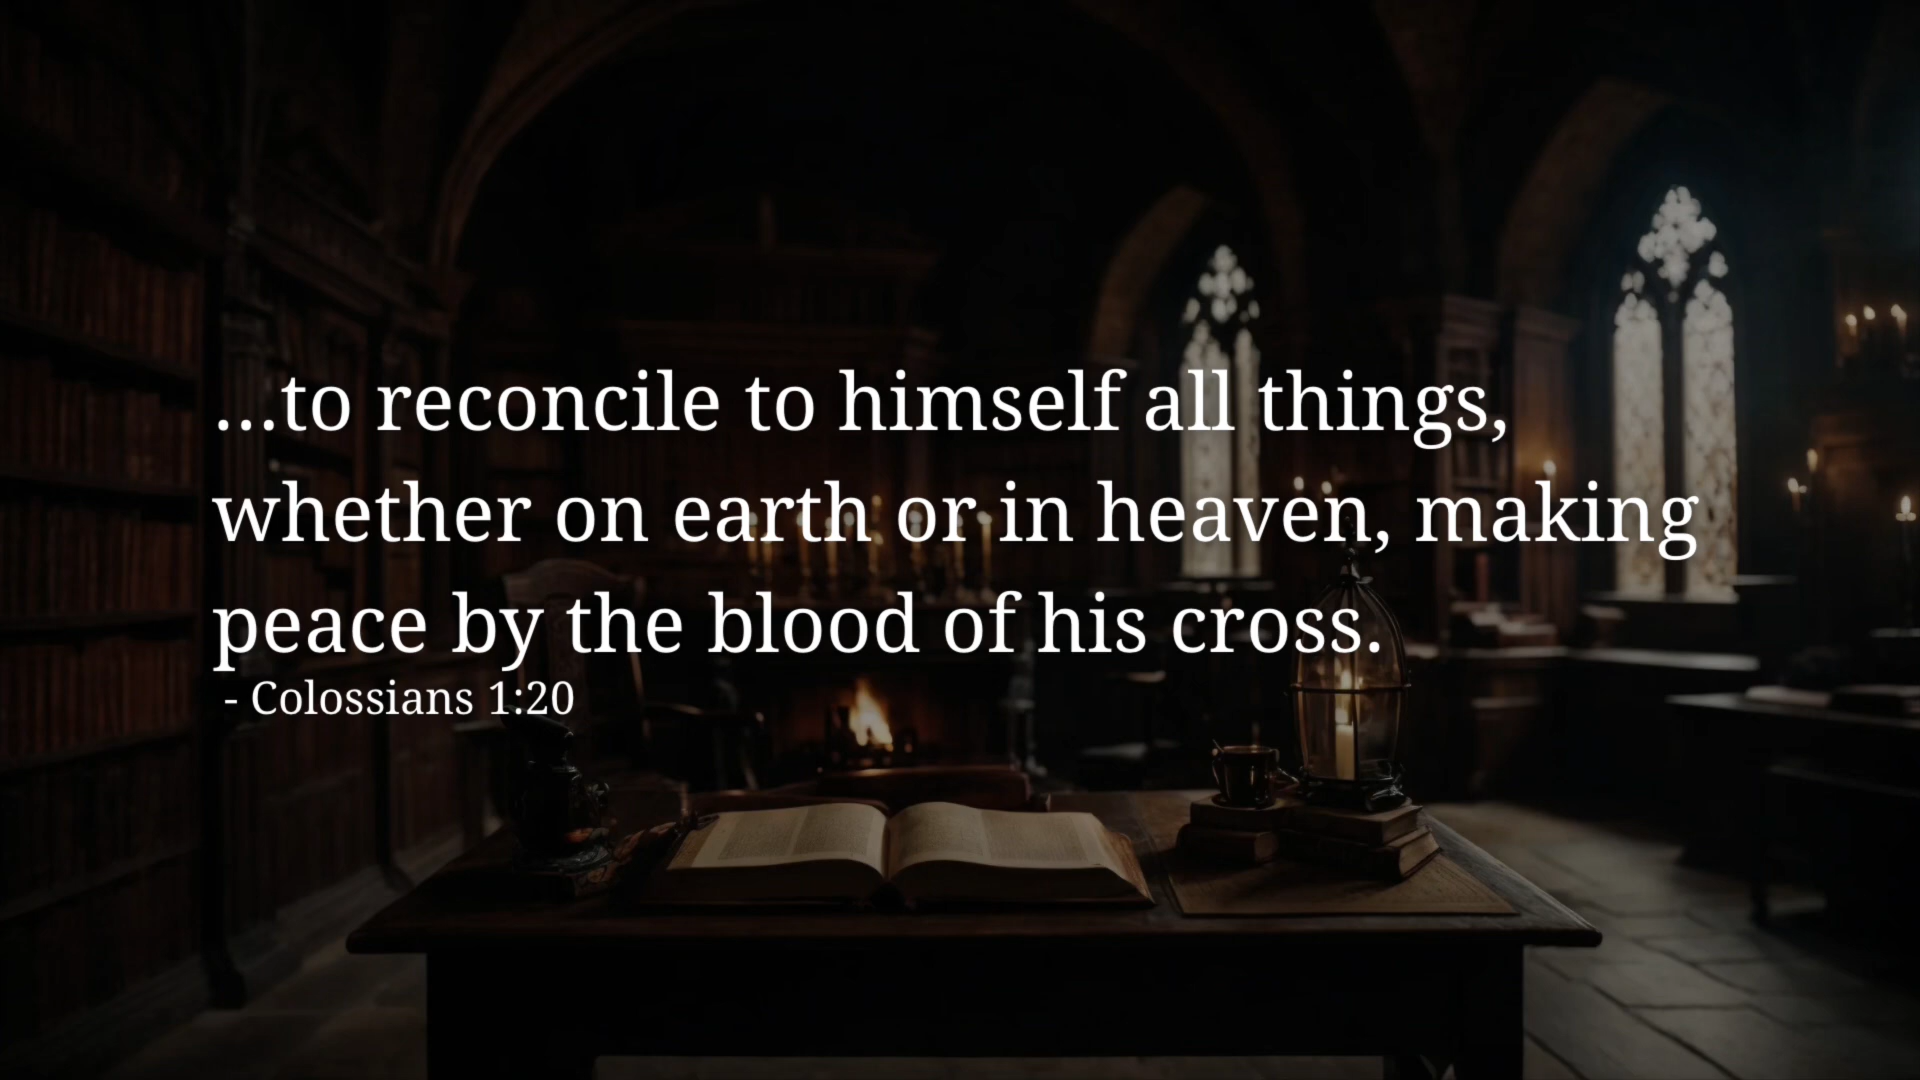 ...to reconcile to himself all things,
whether on earth or in heaven, making
peace by the blood of his cross.
- Colossians 1:20